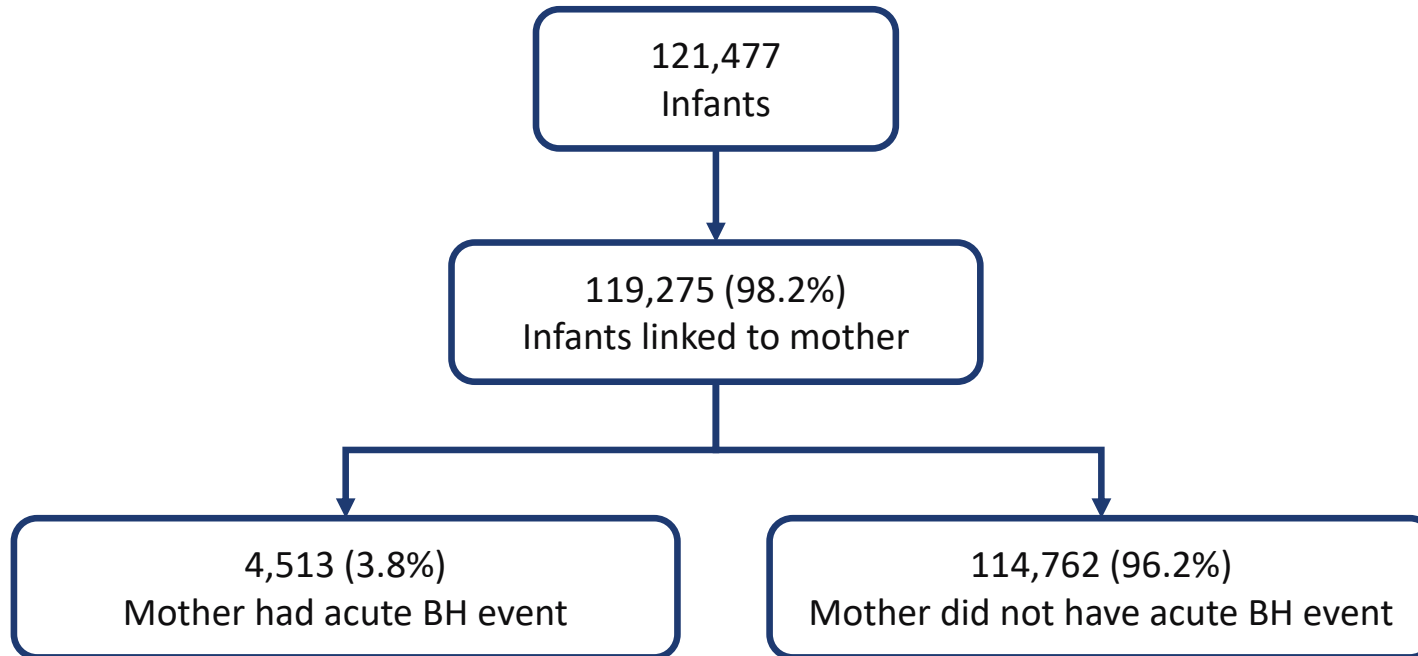 121,477
Infants
119,275 (98.2%)
Infants linked to mother
4,513 (3.8%)
Mother had acute BH event
114,762 (96.2%)
Mother did not have acute BH event